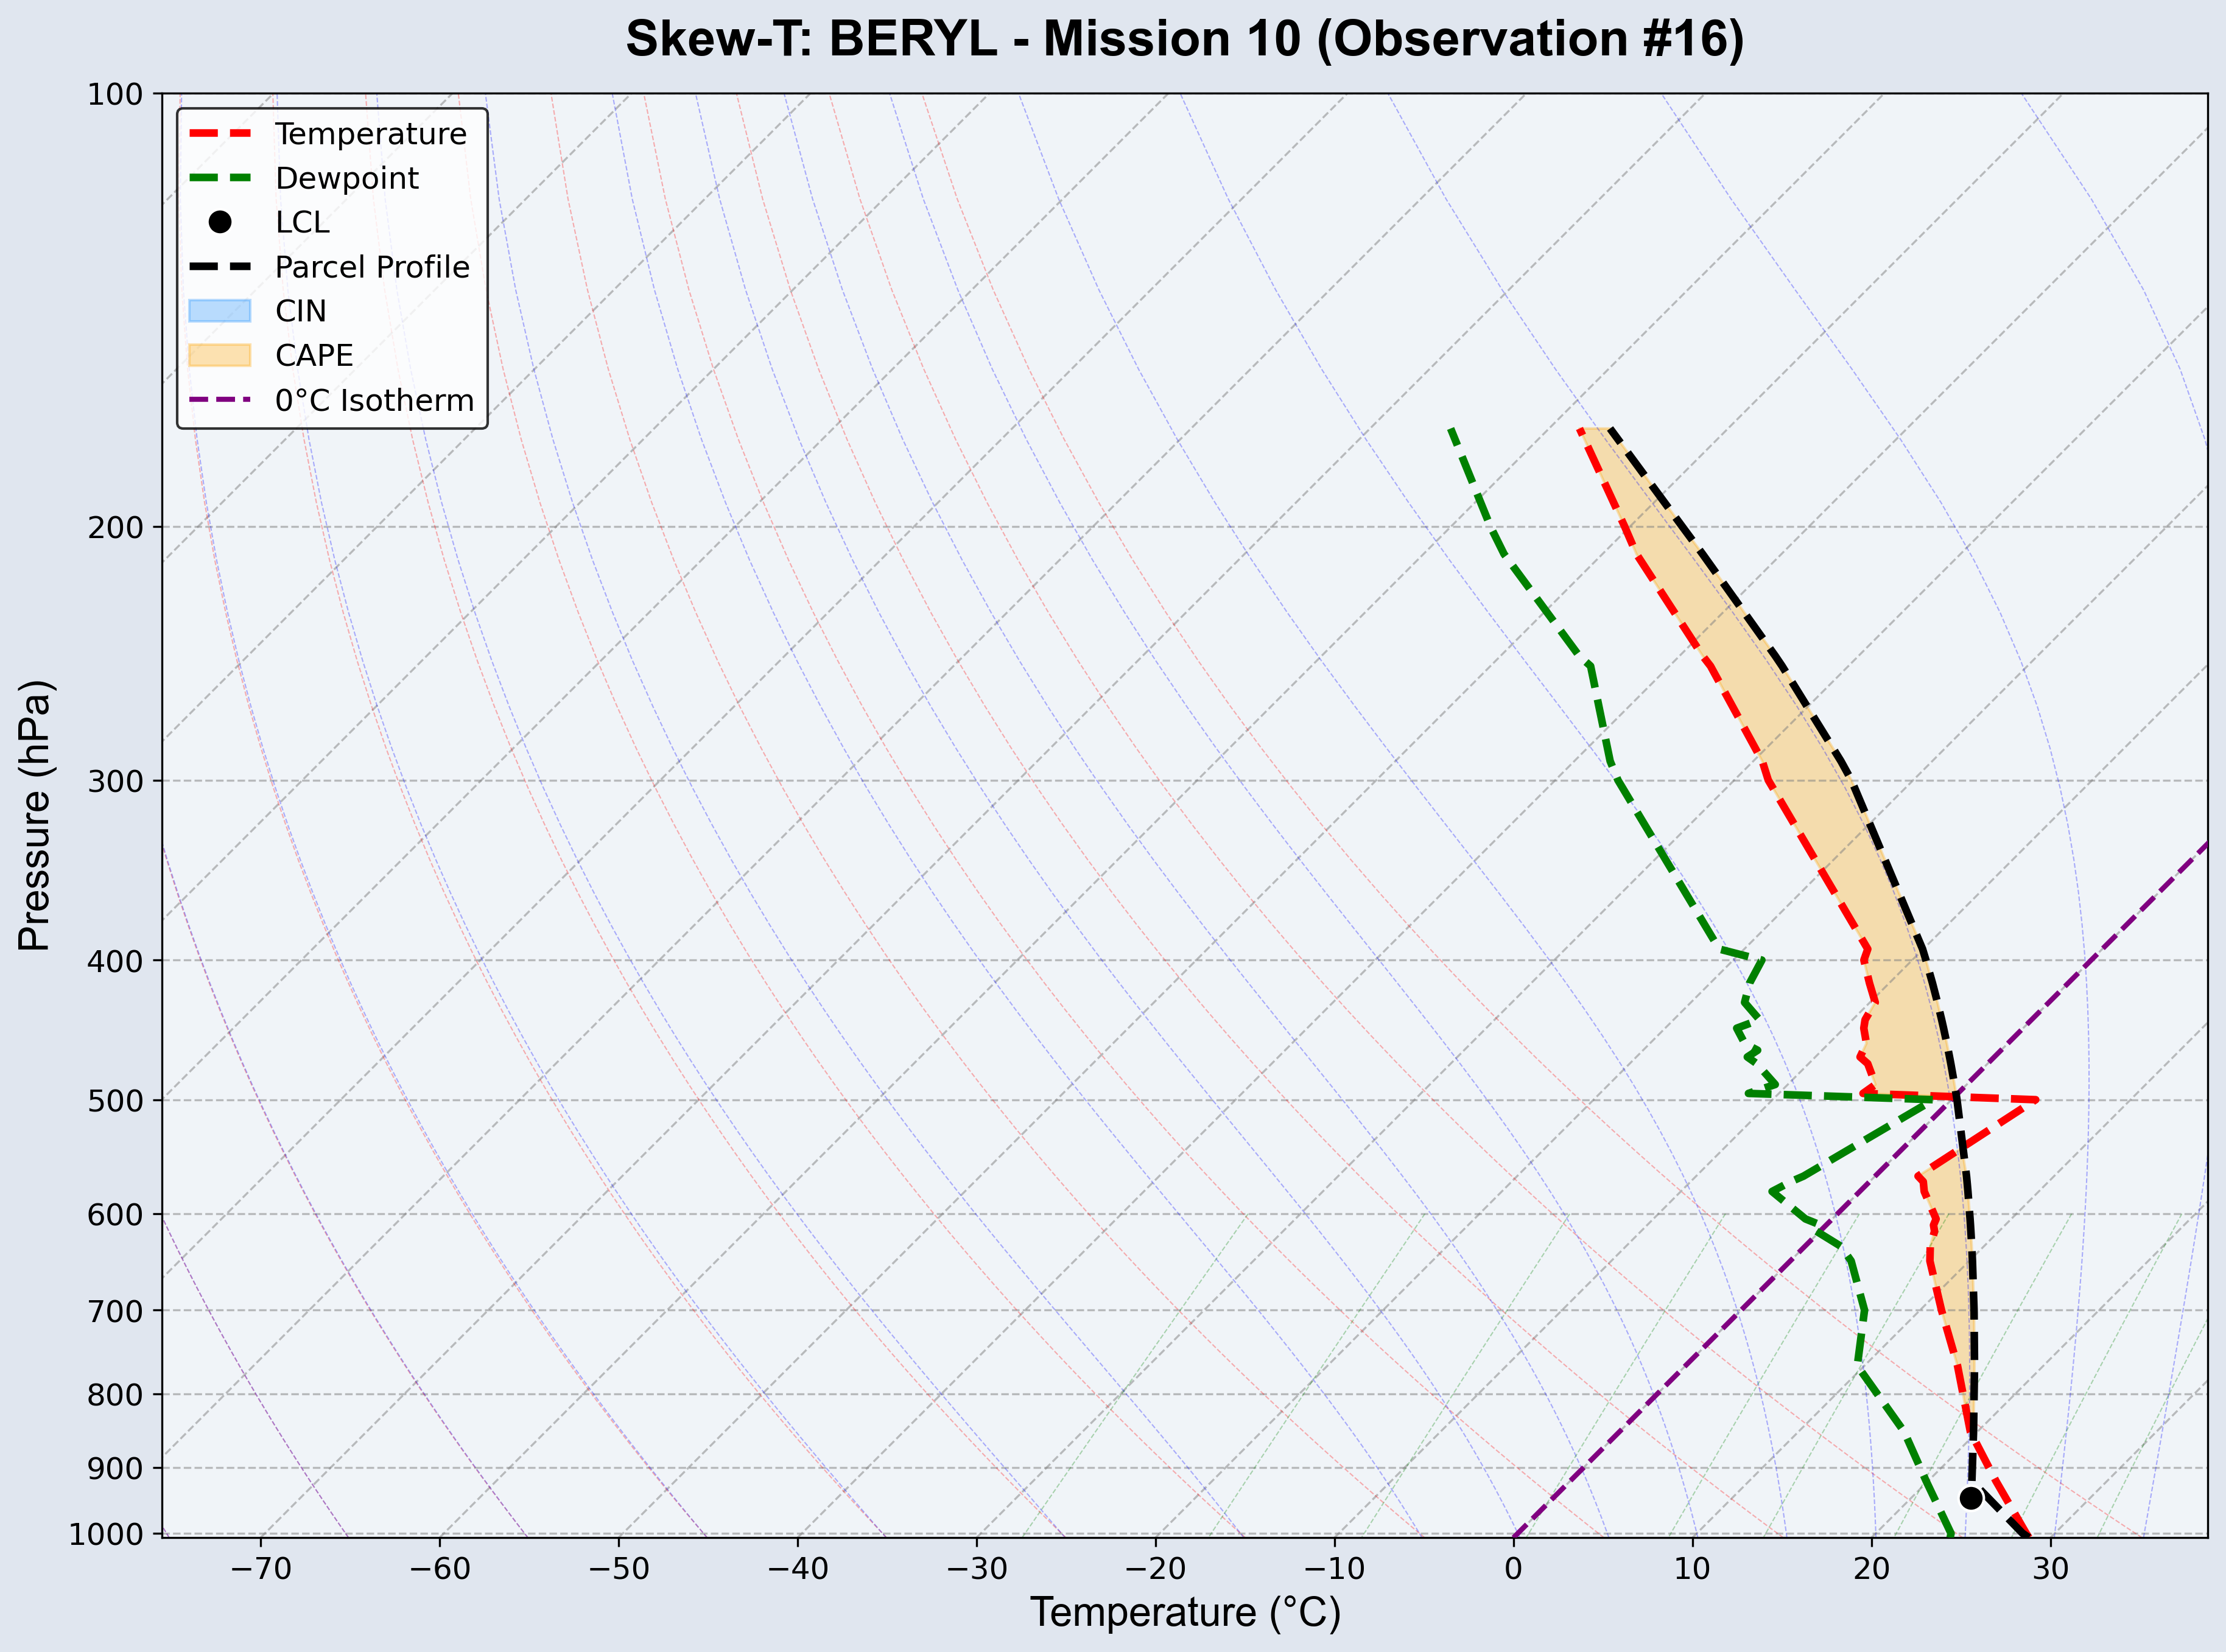 Skew-T: BERYL - Mission 10 (Observation #16)
Temperature
Dewpoint
LCL
Parcel Profile
CIN
CAPE
0°C Isotherm
Pressure (hPa)
100
200
300
400
500
600
700
800
900
1000
−70 −60 −50 −40 −30 −20 −10 0 10 20 30
Temperature (°C)